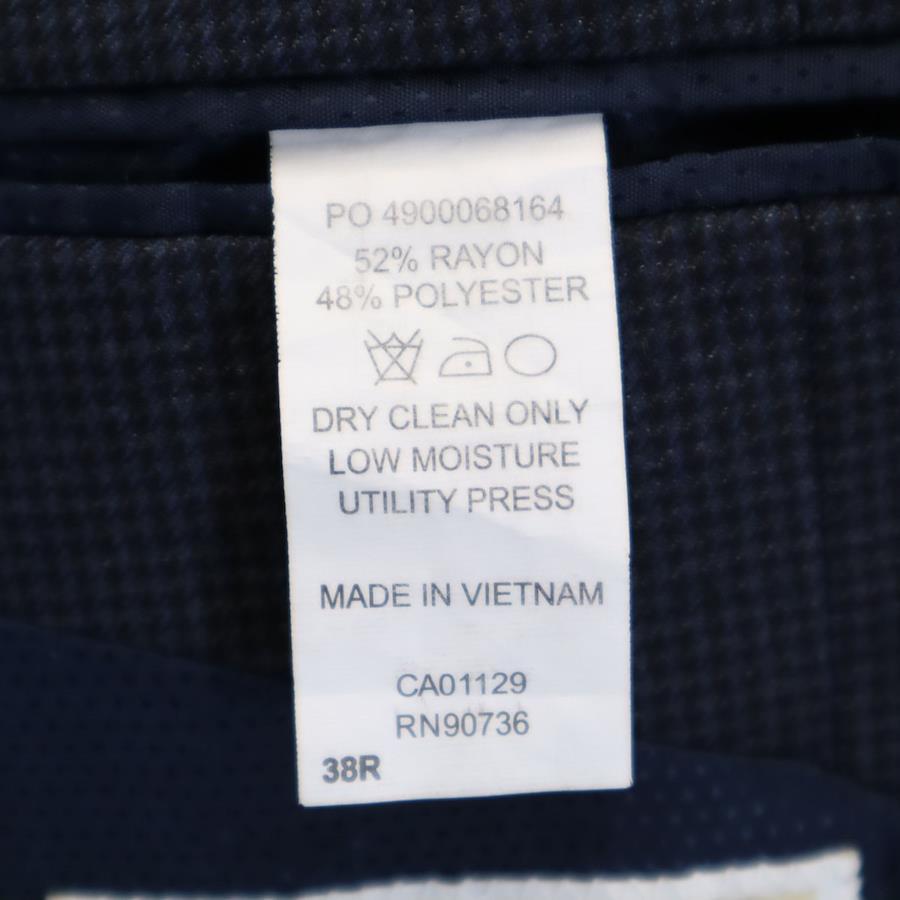 PO 4900068164
52% RAYON
48% POLYESTER
DRY CLEAN ONLY
LOW MOISTURE
UTILITY PRESS
MADE IN VIETNAM
CA01129
RN90736
38R